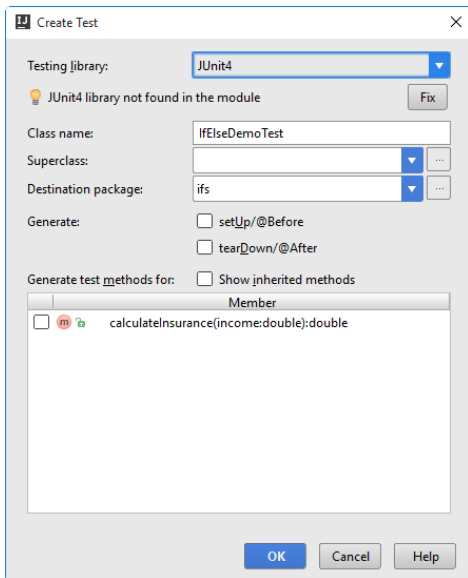 Create Test
Testing library: JUnit4
JUnit4 library not found in the module Fix
Class name: IfElseDemoTest
Superclass: ...
Destination package: ifs ...
Generate: setUp/@Before
tearDown/@After
Generate test methods for: Show inherited methods
Member
m calculateInsurance(income:double):double
OK Cancel Help